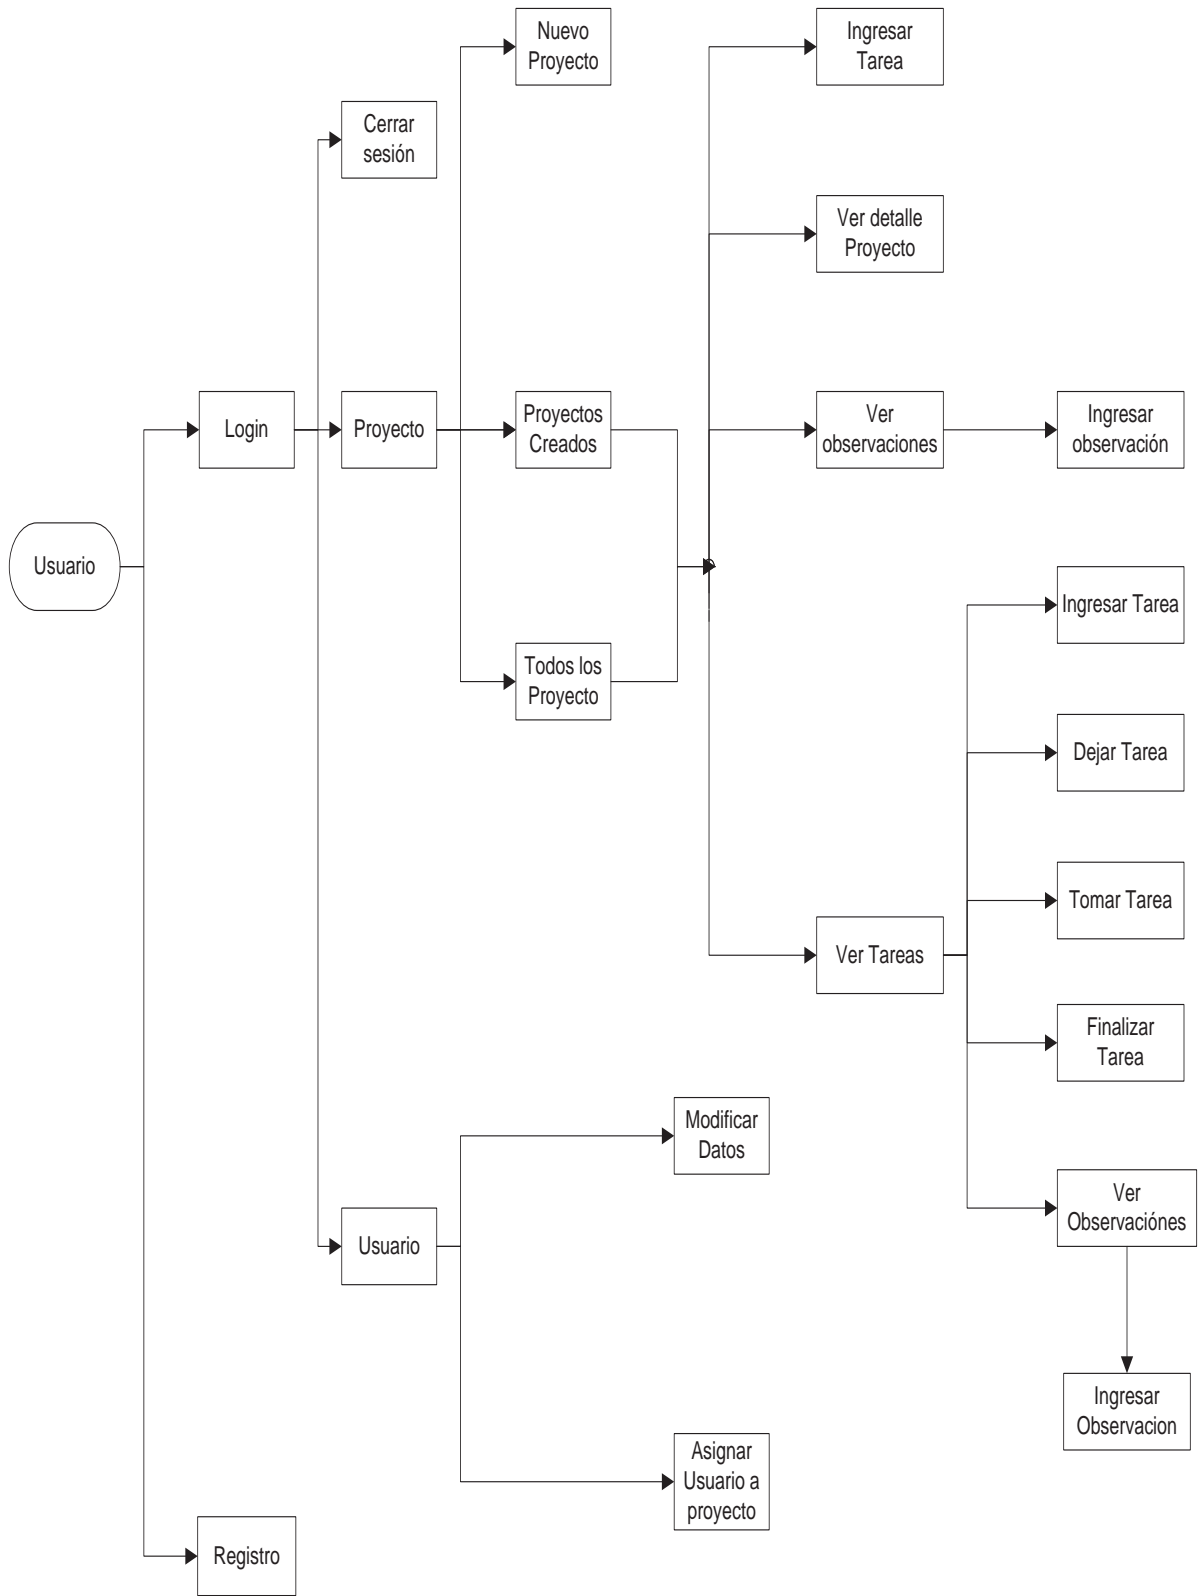 Nuevo
Proyecto
Ingresar
Tarea
Cerrar
sesión
Ver detalle
Proyecto
Login
Proyecto
Proyectos
Creados
Ver
observaciones
Ingresar
observación
Usuario
Ingresar Tarea
Todos los
Proyecto
Dejar Tarea
Tomar Tarea
Ver Tareas
Finalizar
Tarea
Modificar
Datos
Ver
Observaciónes
Usuario
Ingresar
Observacion
Asignar
Usuario a
proyecto
Registro